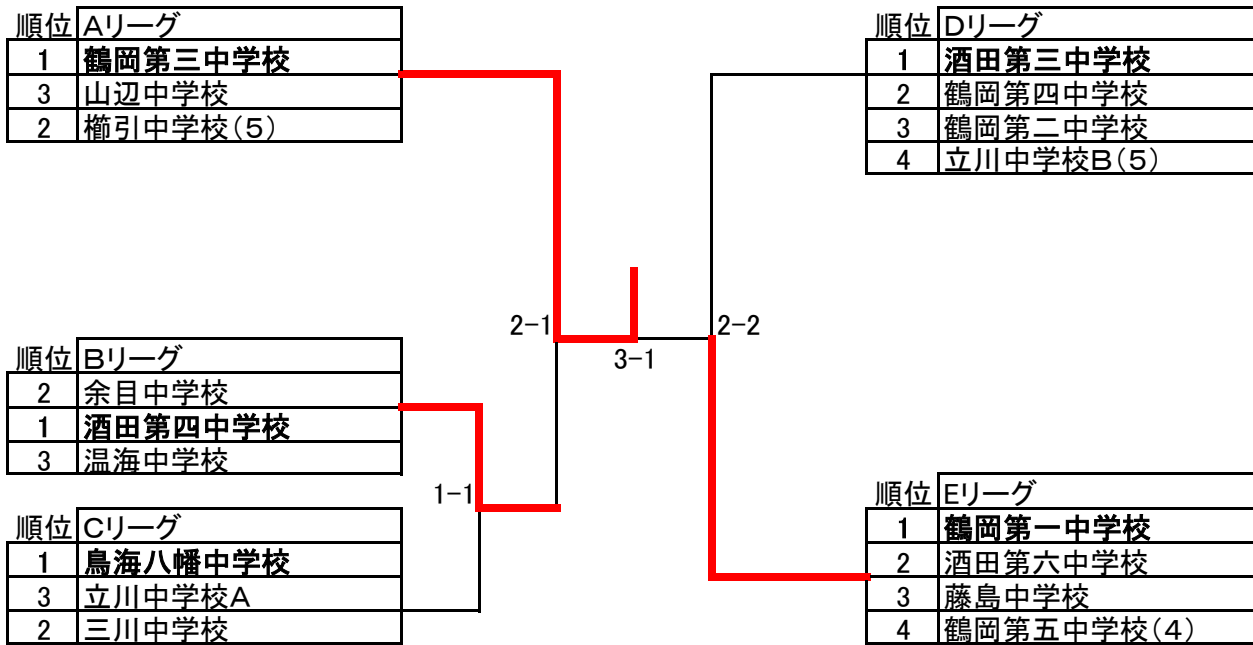 順位 Aリーグ
1 鶴岡第三中学校
3 山辺中学校
2 櫛引中学校(5)
順位 Dリーグ
1 酒田第三中学校
2 鶴岡第四中学校
3 鶴岡第二中学校
4 立川中学校B(5)
2-1
3-1
2-2
順位 Bリーグ
2 余目中学校
1 酒田第四中学校
3 温海中学校
1-1
順位 Cリーグ
1 鳥海八幡中学校
3 立川中学校A
2 三川中学校
順位 Eリーグ
1 鶴岡第一中学校
2 酒田第六中学校
3 藤島中学校
4 鶴岡第五中学校(4)